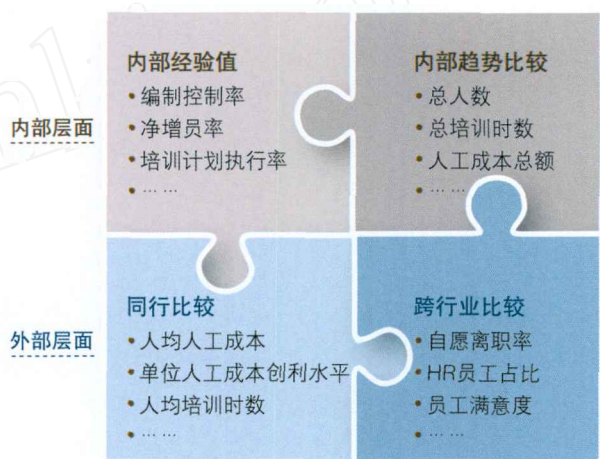 内部层面
内部经验值
•编制控制率
•净增员率
•培训计划执行率
•……
内部趋势比较
•总人数
•总培训时数
•人工成本总额
•……
外部层面
同行比较
•人均人工成本
•单位人工成本创利水平
•人均培训时数
•……
跨行业比较
•自愿离职率
•HR员工占比
•员工满意度
•……